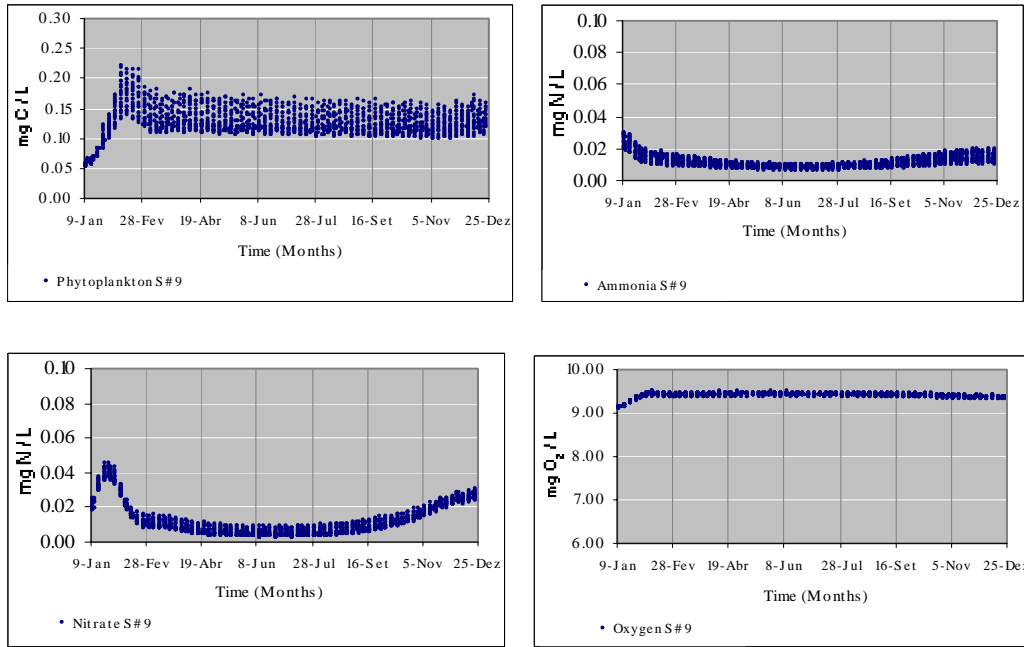 0.30
0.25
0.20
0.15
0.10
0.05
0.00
mg C / L
9-Jan 28-Fev 19-Abr 8-Jun 28-Jul 16-Set 5-Nov 25-Dez
Time (Months)
Phytoplankton S#9
0.10
0.08
0.06
0.04
0.02
0.00
mg N / L
9-Jan 28-Fev 19-Abr 8-Jun 28-Jul 16-Set 5-Nov 25-Dez
Time (Months)
Ammonia S#9
0.10
0.08
0.06
0.04
0.02
0.00
mg N / L
9-Jan 28-Fev 19-Abr 8-Jun 28-Jul 16-Set 5-Nov 25-Dez
Time (Months)
Nitrate S#9
10.00
9.00
8.00
7.00
6.00
mg O₂ / L
9-Jan 28-Fev 19-Abr 8-Jun 28-Jul 16-Set 5-Nov 25-Dez
Time (Months)
Oxygen S#9